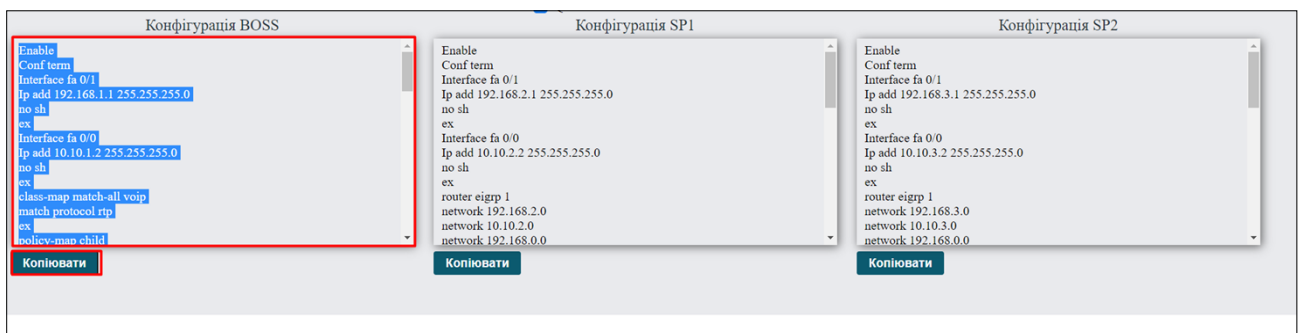 Конфігурація BOSS
Enable
Conf term
Interface fa 0/1
Ip add 192.168.1.1 255.255.255.0
no sh
ex
Interface fa 0/0
Ip add 10.10.1.2 255.255.255.0
no sh
ex
class-map match-all voip
match protocol rtp
ex
policy-map child
Копіювати
Конфігурація SP1
Enable
Conf term
Interface fa 0/1
Ip add 192.168.2.1 255.255.255.0
no sh
ex
Interface fa 0/0
Ip add 10.10.2.2 255.255.255.0
no sh
ex
router eigrp 1
network 192.168.2.0
network 10.10.2.0
network 192.168.0.0
Копіювати
Конфігурація SP2
Enable
Conf term
Interface fa 0/1
Ip add 192.168.3.1 255.255.255.0
no sh
ex
Interface fa 0/0
Ip add 10.10.3.2 255.255.255.0
no sh
ex
router eigrp 1
network 192.168.3.0
network 10.10.3.0
network 192.168.0.0
Копіювати